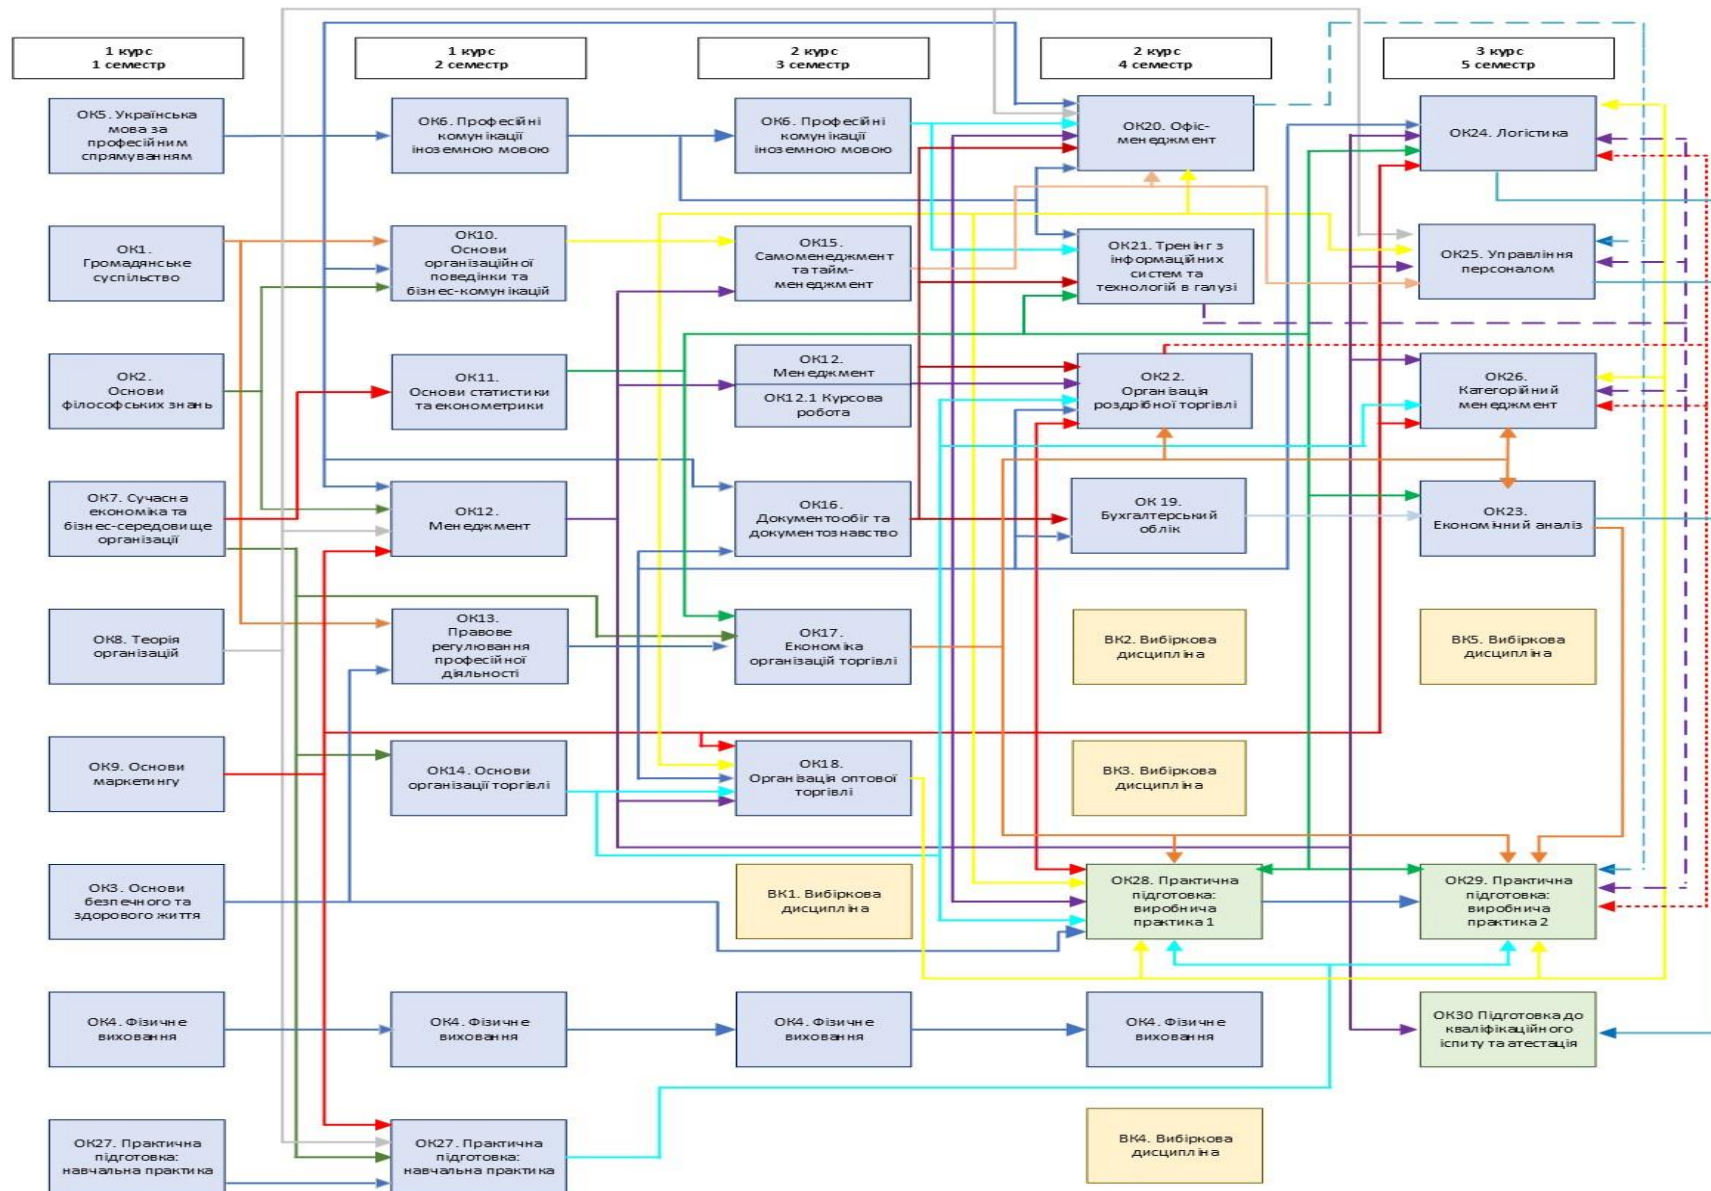 1 курс
1 семестр
1 курс
2 семестр
2 курс
3 семестр
2 курс
4 семестр
3 курс
5 семестр
ОК5. Українська
мова за
професійним
спрямуванням
ОК6. Професійні
комунікації
іноземною мовою
ОК6. Професійні
комунікації
іноземною мовою
ОК20. Офіс-
менеджмент
ОК24. Логістика
ОК1.
Громадянське
суспільство
ОК10.
Основи
організаційної
поведінки та
бізнес-комунікацій
ОК15.
Самоменеджмент
та тайм-
менеджмент
ОК21. Тренінг з
інформаційних
систем та
технологій в галузі
ОК25. Управління
персоналом
ОК2.
Основи
філософських знань
ОК11.
Основи статистики
та економетрики
ОК12.
Менеджмент
ОК12.1 Курсова
робота
ОК22.
Організація
роздрібної торгівлі
ОК26.
Категорійний
менеджмент
ОК7. Сучасна
економіка та
бізнес-середовище
організації
ОК12.
Менеджмент
ОК16.
Документообіг та
документознавство
ОК 19.
Бухгалтерський
облік
ОК23.
Економічний аналіз
ОК8. Теорія
організацій
ОК13.
Правове
регулювання
професійної
діяльності
ОК17.
Економіка
організацій торгівлі
ВК2. Вибіркова
дисципліна
ВК5. Вибіркова
дисципліна
ОК9. Основи
маркетингу
ОК14. Основи
організації торгівлі
ОК18.
Організація оптової
торгівлі
ВК3. Вибіркова
дисципліна
ОК3. Основи
безпечного та
здорового життя
ВК1. Вибіркова
дисципліна
ОК28. Практична
підготовка:
виробнича
практика 1
ОК29. Практична
підготовка:
виробнича
практика 2
ОК4. Фізичне
виховання
ОК4. Фізичне
виховання
ОК4. Фізичне
виховання
ОК4. Фізичне
виховання
ОК30 Підготовка до
кваліфікаційного
іспиту та атестація
ОК27. Практична
підготовка:
навчальна практика
ОК27. Практична
підготовка:
навчальна практика
ВК4. Вибіркова
дисципліна